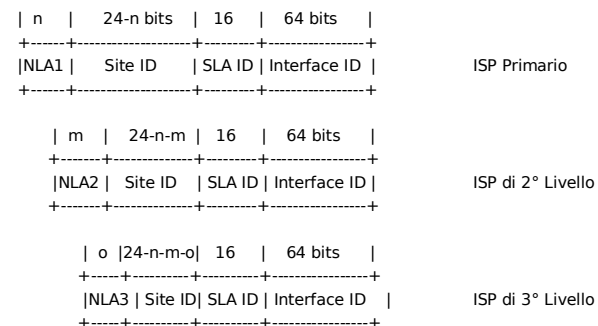 | n | 24-n bits | 16 | 64 bits |
+------+---------------------+---------+------------------+
|NLA1 | Site ID | SLA ID | Interface ID | ISP Primario
+------+---------------------+---------+------------------+
| m | 24-n-m | 16 | 64 bits |
+-------+--------------+---------+------------------+
|NLA2 | Site ID | SLA ID | Interface ID | ISP di 2° Livello
+-------+--------------+---------+------------------+
| o |24-n-m-o| 16 | 64 bits |
+-----+----------+----------+-----------------+
|NLA3 | Site ID| SLA ID | Interface ID | ISP di 3° Livello
+-----+----------+----------+-----------------+